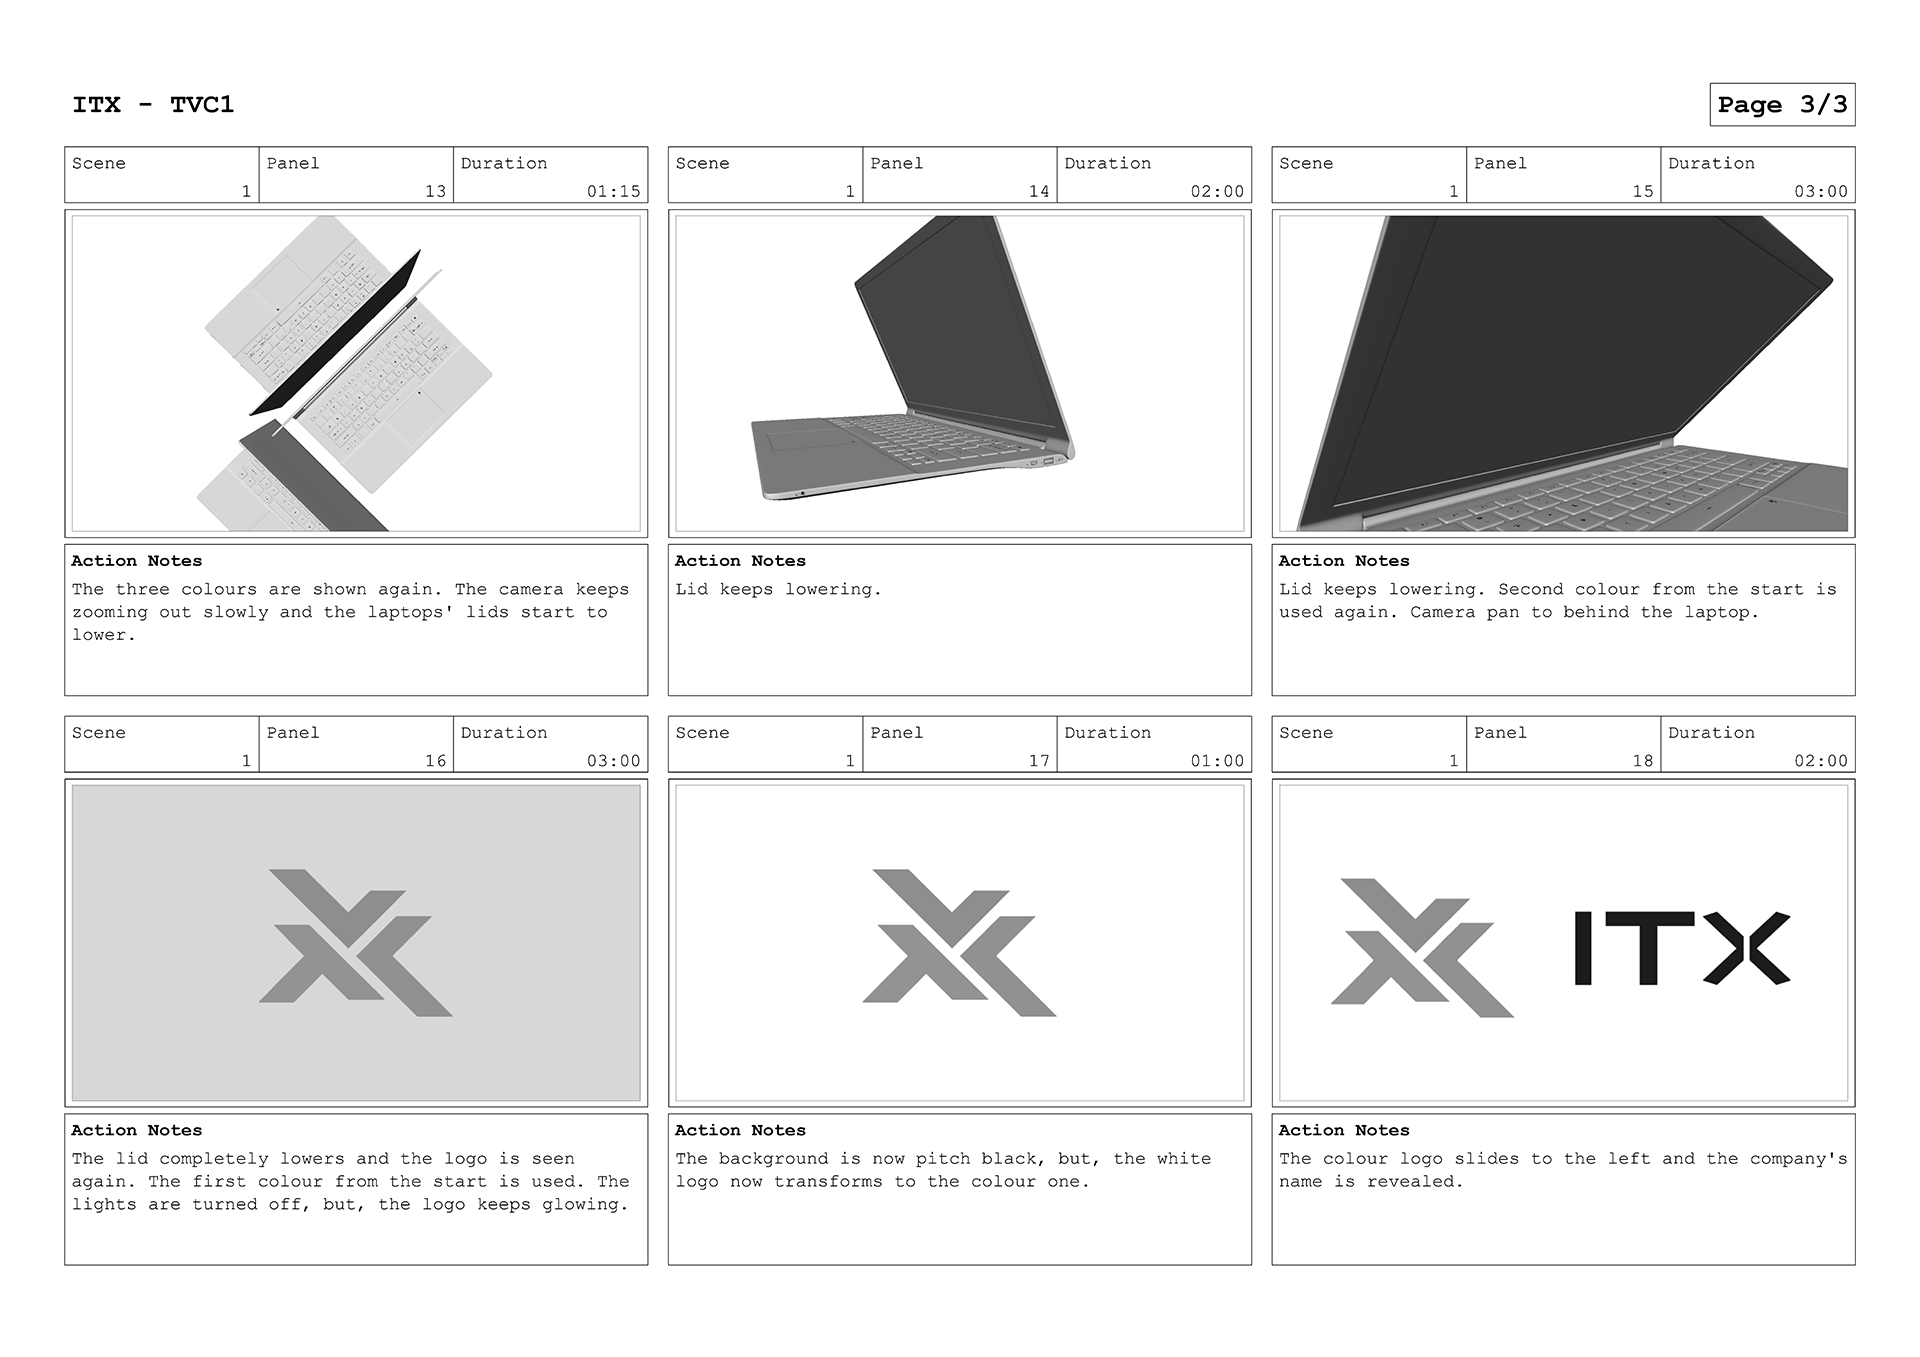 ITX - TVC1
Page 3/3
Scene
1
Panel
13
Duration
01:15
Action Notes
The three colours are shown again. The camera keeps
zooming out slowly and the laptops' lids start to
lower.
Scene
1
Panel
14
Duration
02:00
Action Notes
Lid keeps lowering.
Scene
1
Panel
15
Duration
03:00
Action Notes
Lid keeps lowering. Second colour from the start is
used again. Camera pan to behind the laptop.
Scene
1
Panel
16
Duration
03:00
Action Notes
The lid completely lowers and the logo is seen
again. The first colour from the start is used. The
lights are turned off, but, the logo keeps glowing.
Scene
1
Panel
17
Duration
01:00
Action Notes
The background is now pitch black, but, the white
logo now transforms to the colour one.
Scene
1
Panel
18
Duration
02:00
ITX
Action Notes
The colour logo slides to the left and the company's
name is revealed.